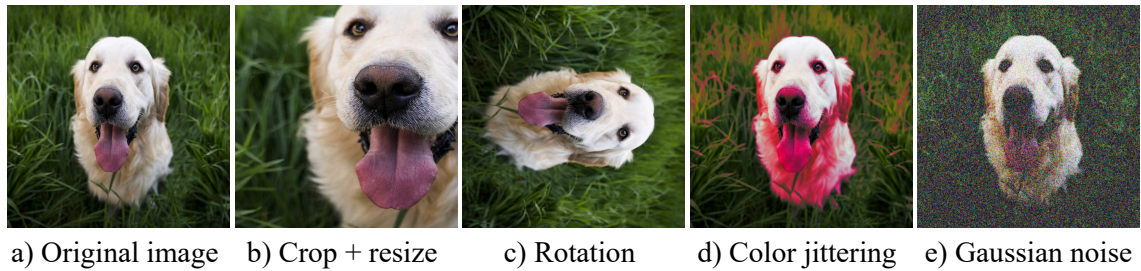 a) Original image b) Crop + resize c) Rotation d) Color jittering e) Gaussian noise